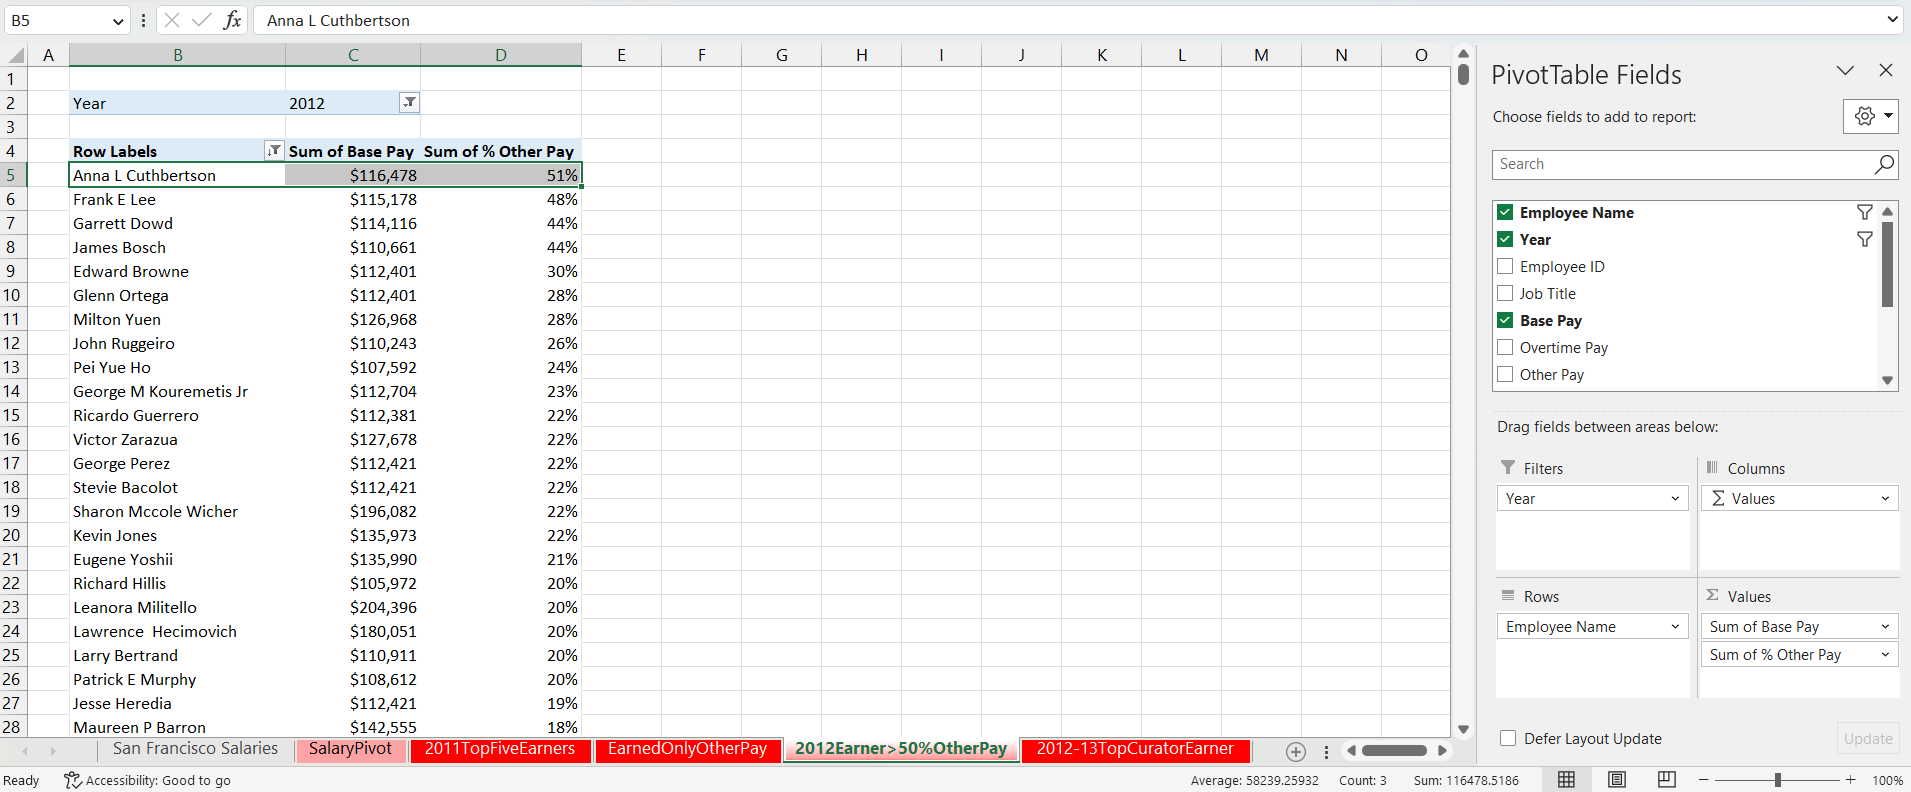 B5 fx Anna L Cuthbertson
A B C D E F G H I J K L M N O
1
2 Year 2012
3
4 Row Labels Sum of Base Pay Sum of % Other Pay
5 Anna L Cuthbertson $116,478 51%
6 Frank E Lee $115,178 48%
7 Garrett Dowd $114,116 44%
8 James Bosch $110,661 44%
9 Edward Browne $112,401 30%
10 Glenn Ortega $112,401 28%
11 Milton Yuen $126,968 28%
12 John Ruggeiro $110,243 26%
13 Pei Yue Ho $107,592 24%
14 George M Kouremetis Jr $112,704 23%
15 Ricardo Guerrero $112,381 22%
16 Victor Zarazua $127,678 22%
17 George Perez $112,421 22%
18 Stevie Bacolot $112,421 22%
19 Sharon Mccole Wicher $196,082 22%
20 Kevin Jones $135,973 22%
21 Eugene Yoshii $135,990 21%
22 Richard Hillis $105,972 20%
23 Leanora Militello $204,396 20%
24 Lawrence  Hecimovich $180,051 20%
25 Larry Bertrand $110,911 20%
26 Patrick E Murphy $108,612 20%
27 Jesse Heredia $112,421 19%
28 Maureen P Barron $142,555 18%
San Francisco Salaries SalaryPivot 2011TopFiveEarners EarnedOnlyOtherPay 2012Earner>50%OtherPay 2012-13TopCuratorEarner
Ready Accessibility: Good to go Average: 58239.25932 Count: 3 Sum: 116478.5186 100%
PivotTable Fields
Choose fields to add to report:
Search
Employee Name
Year
Employee ID
Job Title
Base Pay
Overtime Pay
Other Pay
Drag fields between areas below:
Filters
Year
Columns
Σ Values
Rows
Employee Name
Σ Values
Sum of Base Pay
Sum of % Other Pay
Defer Layout Update Update